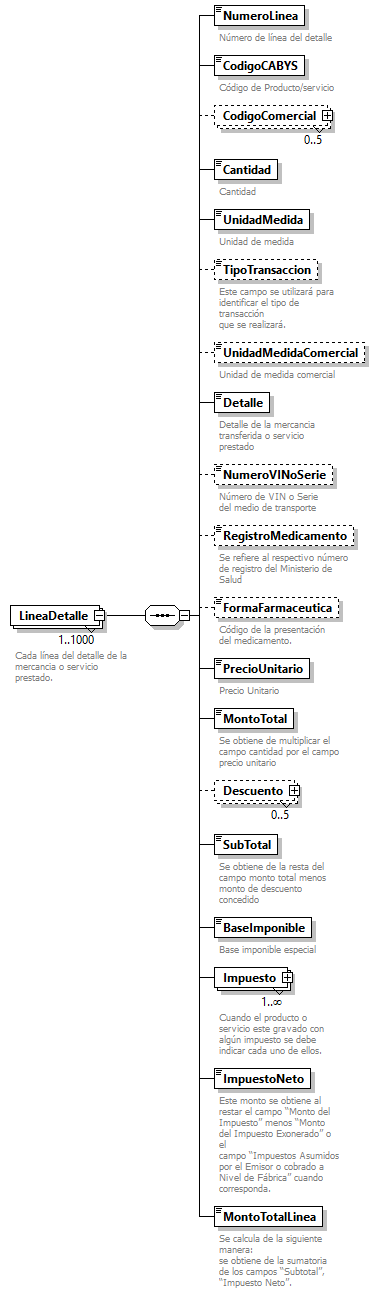 NumeroLinea
Número de línea del detalle
CodigoCABYS
Código de Producto/servicio
CodigoComercial
0..5
Cantidad
Cantidad
UnidadMedida
Unidad de medida
TipoTransaccion
Este campo se utilizará para
identificar el tipo de
transacción
que se realizará.
UnidadMedidaComercial
Unidad de medida comercial
Detalle
Detalle de la mercancia
transferida o servicio
prestado
NumeroVINoSerie
Número de VIN o Serie
del medio de transporte
RegistroMedicamento
Se refiere al respectivo número
de registro del Ministerio de
Salud
LineaDetalle
1..1000
Cada línea del detalle de la
mercancia o servicio
prestado.
FormaFarmaceutica
Código de la presentación
del medicamento.
PrecioUnitario
Precio Unitario
MontoTotal
Se obtiene de multiplicar el
campo cantidad por el campo
precio unitario
Descuento
0..5
SubTotal
Se obtiene de la resta del
campo monto total menos
monto de descuento
concedido
BaseImponible
Base imponible especial
Impuesto
1..∞
Cuando el producto o
servicio este gravado con
algún impuesto se debe
indicar cada uno de ellos.
ImpuestoNeto
Este monto se obtiene al
restar el campo “Monto del
Impuesto” menos “Monto
del Impuesto Exonerado” o
el
campo “Impuestos Asumidos
por el Emisor o cobrado a
Nivel de Fábrica” cuando
corresponda.
MontoTotalLinea
Se calcula de la siguiente
manera:
se obtiene de la sumatoria
de los campos “Subtotal”,
“Impuesto Neto”.